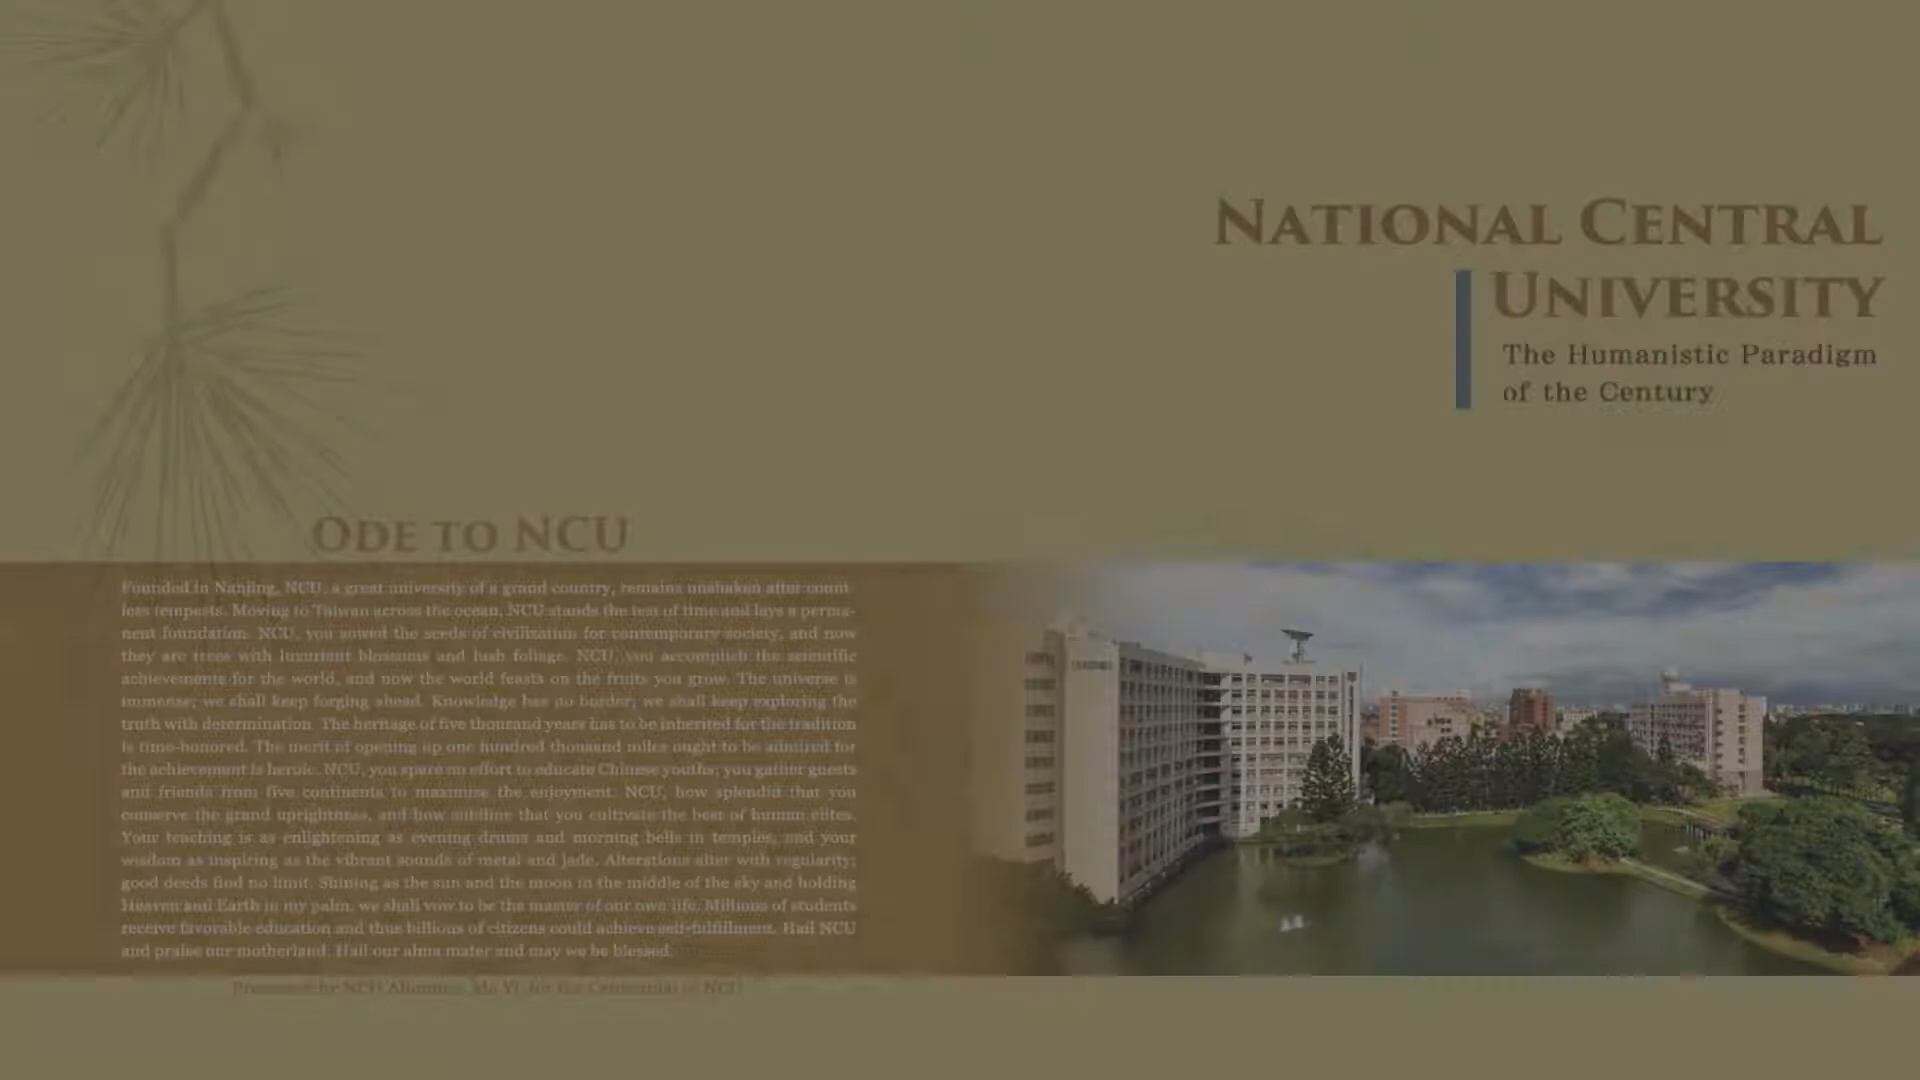 NATIONAL CENTRAL
UNIVERSITY
The Humanistic Paradigm
of the Century
ODE TO NCU
Founded in Nanjing, NCU, a great university of a grand country, remains unshaken after count-
less tempests. Moving to Taiwan across the ocean, NCU stands the test of time and lays a perma-
nent foundation. NCU, you sowed the seeds of civilization for contemporary society, and now
they are trees with luxuriant blossoms and lush foliage. NCU, you accomplish the scientific
achievements for the world, and now the world feasts on the fruits you grow. The universe is
immense; we shall keep forging ahead. Knowledge has no border; we shall keep exploring the
truth with determination. The heritage of five thousand years has to be inherited for the tradition
is time-honored. The merit of opening up one hundred thousand miles ought to be admired for
the achievement is heroic. NCU, you spare no effort to educate Chinese youths; you gather guests
and friends from five continents to maximize the enjoyment. NCU, how splendid that you
conserve the grand uprightness, and how sublime that you cultivate the best of human elites.
Your teaching is as enlightening as evening drums and morning bells in temples, and your
wisdom as inspiring as the vibrant sounds of metal and jade. Alterations alter with regularity;
good deeds find no limit. Shining as the sun and the moon in the middle of the sky and holding
Heaven and Earth in my palm, we shall vow to be the master of our own life. Millions of students
receive favorable education and thus billions of citizens could achieve self-fulfillment. Hail NCU
and praise our motherland. Hail our alma mater and may we be blessed.
by NCU Alumnus, Mo Yi, for the Centennial of NCU